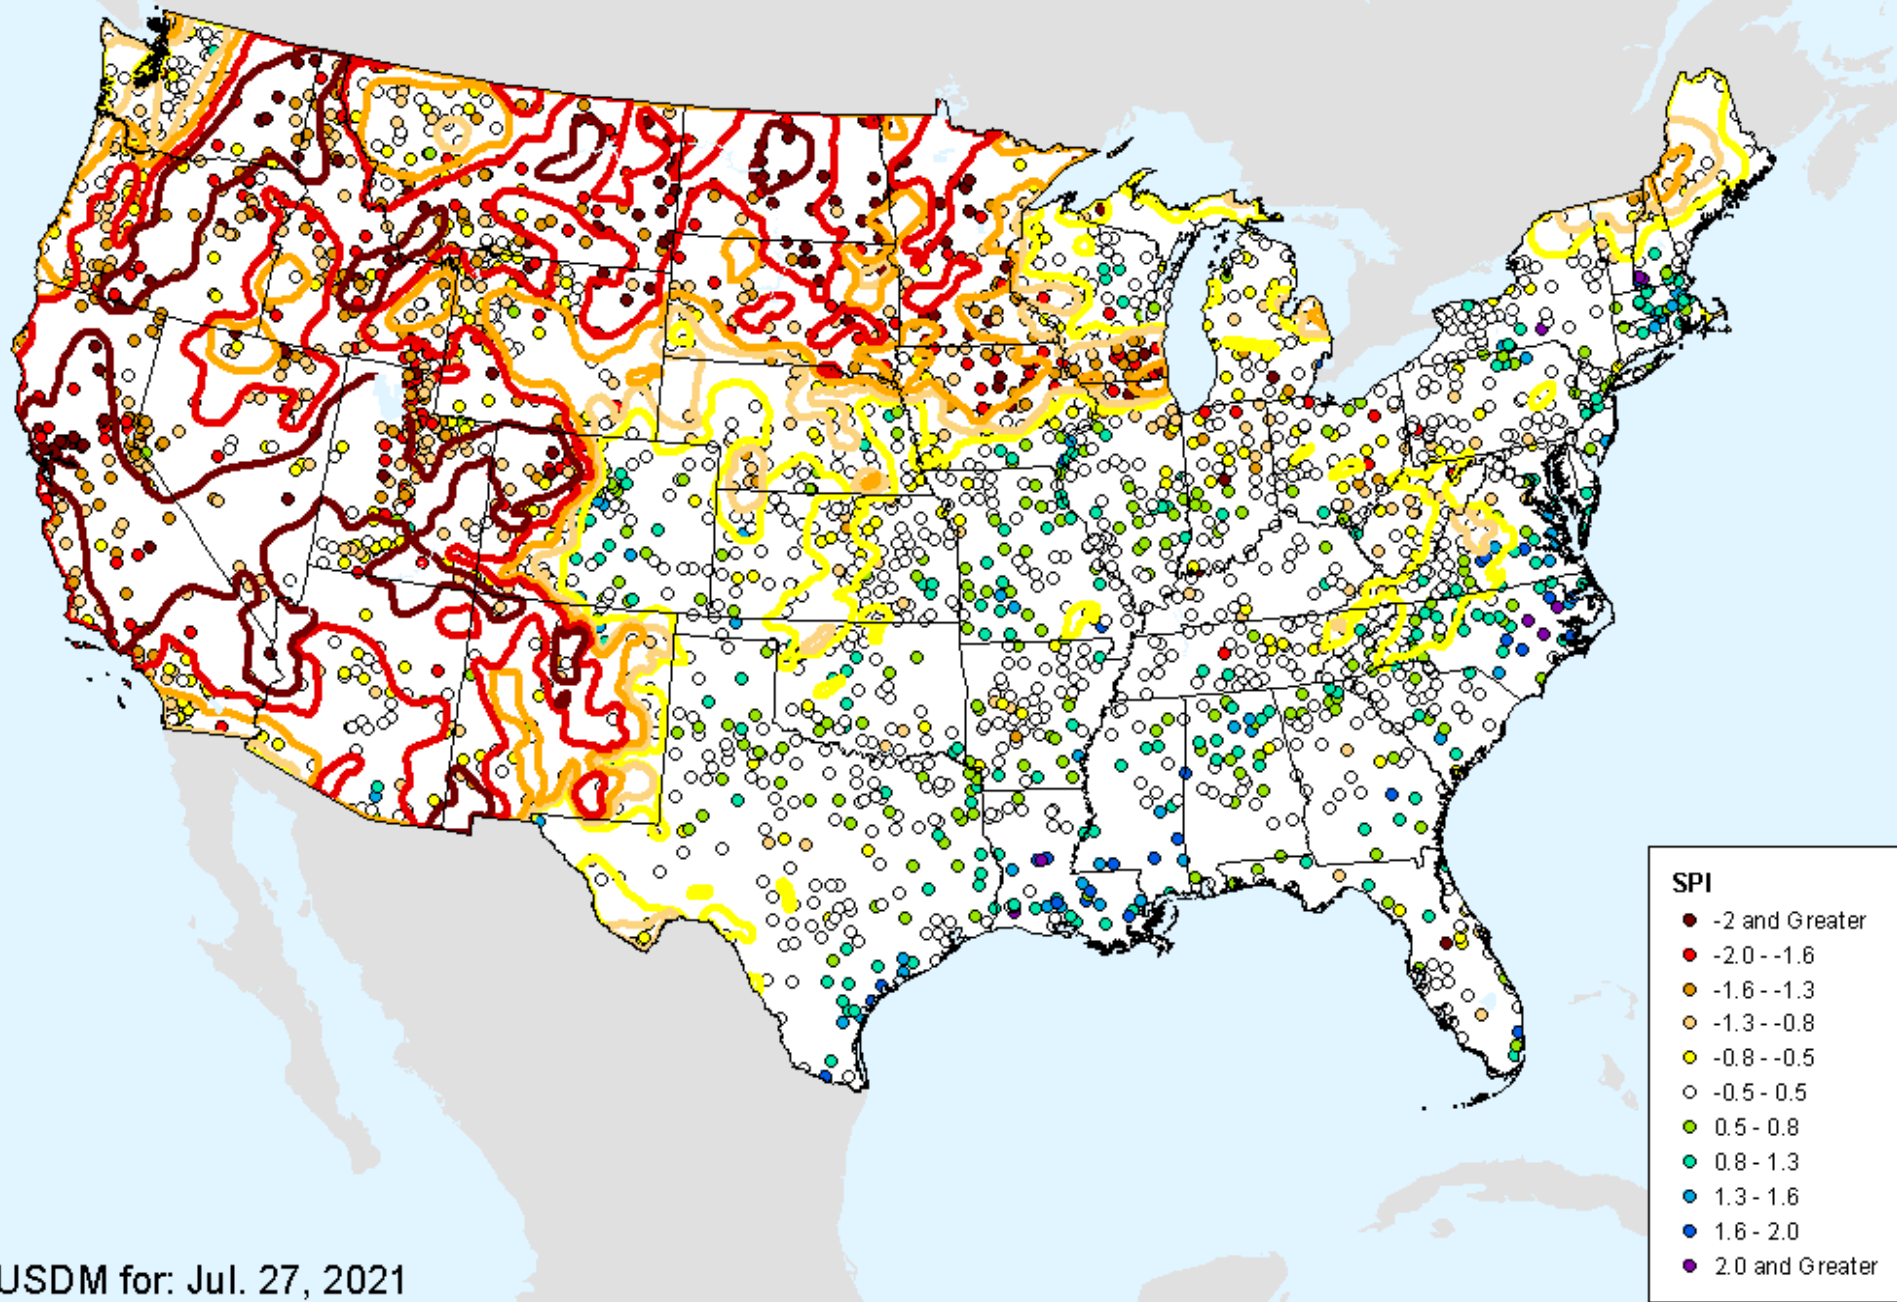 SPI
-2 and Greater
-2.0 - -1.6
-1.6 - -1.3
-1.3 - -0.8
-0.8 - -0.5
-0.5 - 0.5
0.5 - 0.8
0.8 - 1.3
1.3 - 1.6
1.6 - 2.0
2.0 and Greater
USDM for: Jul. 27, 2021